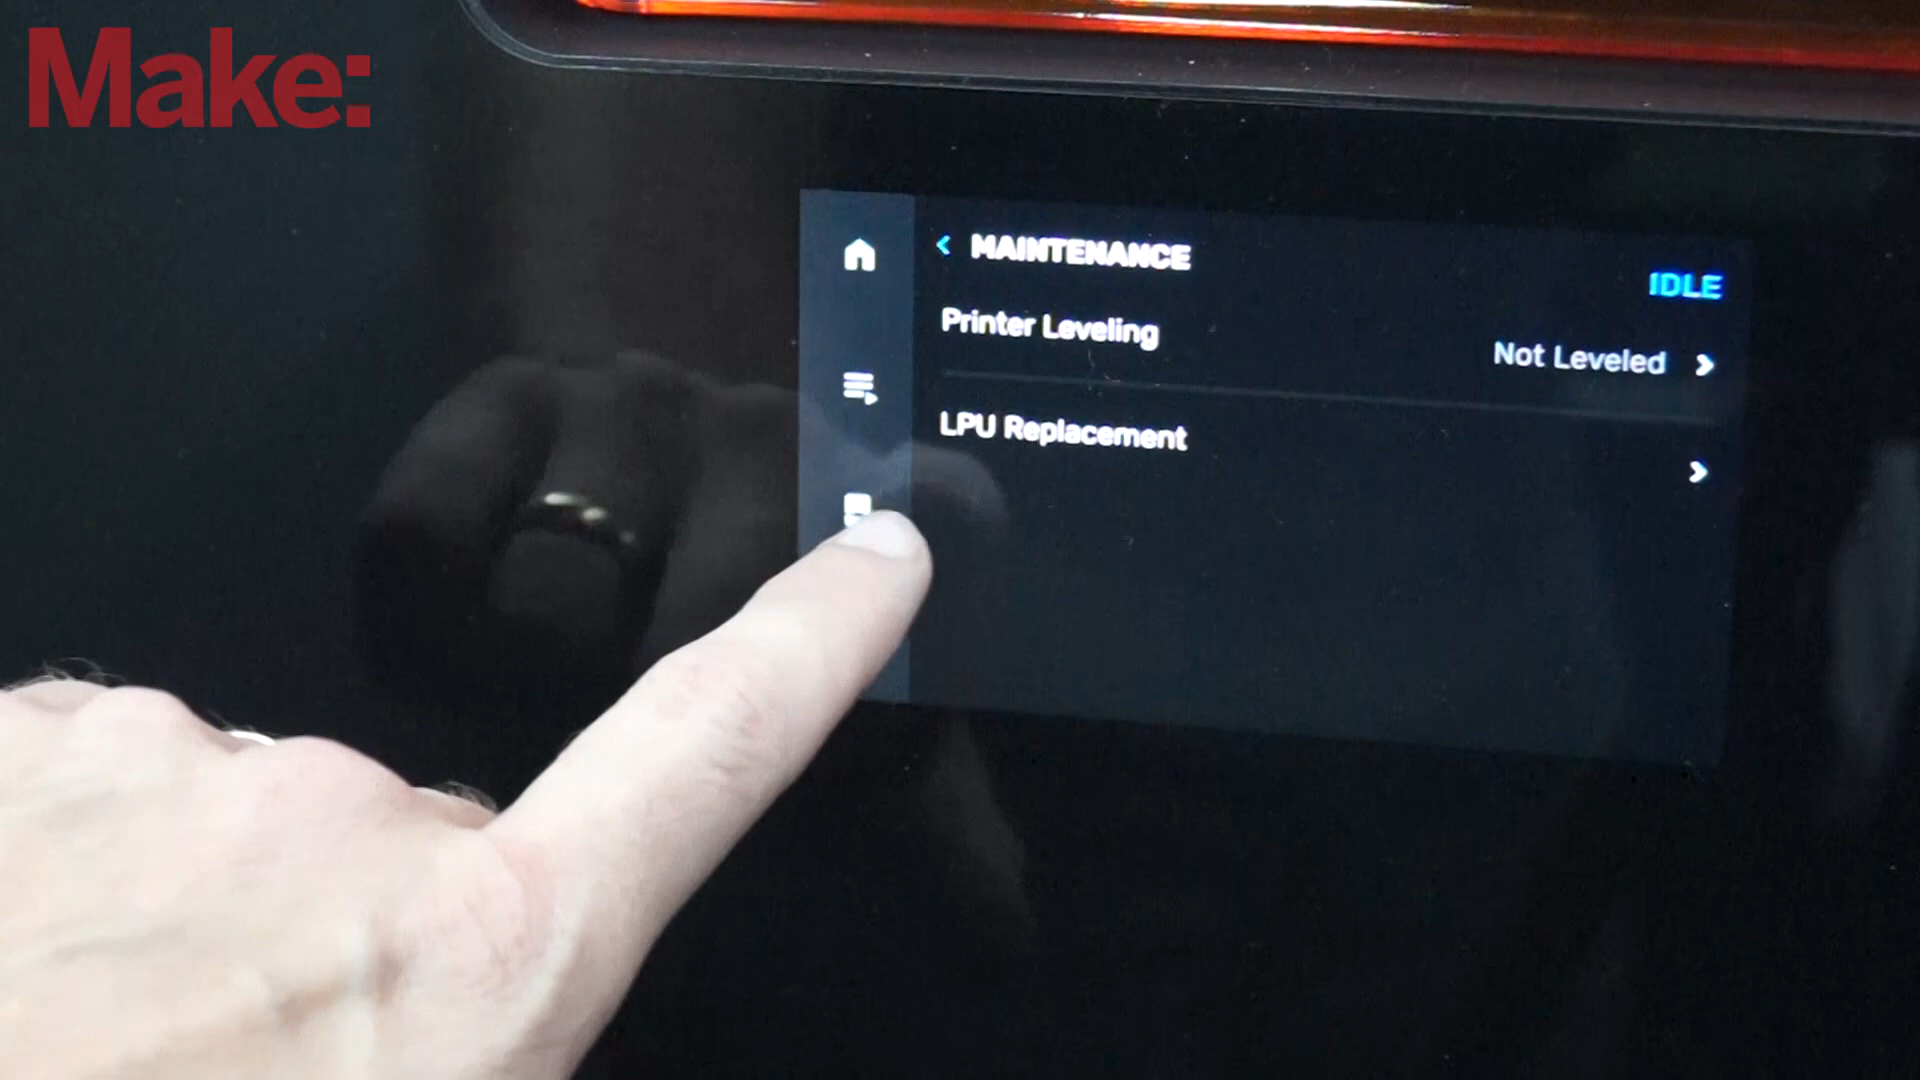 Make:
MAINTENANCE
IDLE
Printer Leveling
Not Leveled
LPU Replacement